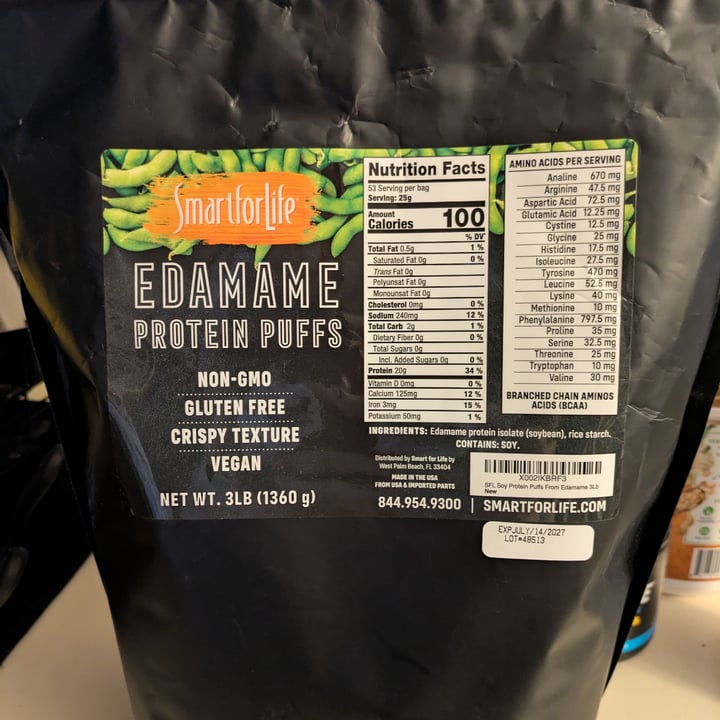 SmartforLife
EDAMAME
PROTEIN PUFFS
NON-GMO
GLUTEN FREE
CRISPY TEXTURE
VEGAN
NET WT. 3LB (1360 g)
Nutrition Facts
53 Serving per bag
Serving: 25g
Amount
Calories 100
% DV
Total Fat 0.5g 1 %
Saturated Fat 0g 0 %
Trans Fat 0g
Polyunsat Fat 0g
Monounsat Fat 0g
Cholesterol 0mg 0 %
Sodium 240mg 12 %
Total Carb 2g 1 %
Dietary Fiber 0g 0 %
Total Sugars 0g
Incl. Added Sugars 0g 0 %
Protein 20g 34 %
Vitamin D 0mg 0 %
Calcium 125mg 12 %
Iron 3mg 15 %
Potassium 50mg 1 %
AMINO ACIDS PER SERVING
Analine 670 mg
Arginine 47.5 mg
Aspartic Acid 72.5 mg
Glutamic Acid 12.25 mg
Cystine 12.5 mg
Glycine 25 mg
Histidine 17.5 mg
Isoleucine 27.5 mg
Tyrosine 470 mg
Leucine 52.5 mg
Lysine 40 mg
Methionine 10 mg
Phenylalanine 797.5 mg
Proline 35 mg
Serine 32.5 mg
Threonine 25 mg
Tryptophan 10 mg
Valine 30 mg
BRANCHED CHAIN AMINOS
ACIDS (BCAA)
INGREDIENTS: Edamame protein isolate (soybean), rice starch.
CONTAINS: SOY.
Distributed by Smart for Life by
West Palm Beach, FL 33404
MADE IN THE USA
FROM USA & IMPORTED PARTS
X002IKBRF3
SFL Soy Protein Puffs From Edamame 3Lb
New
844.954.9300 | SMARTFORLIFE.COM
EXPJULY/14/2027
LOT#48513